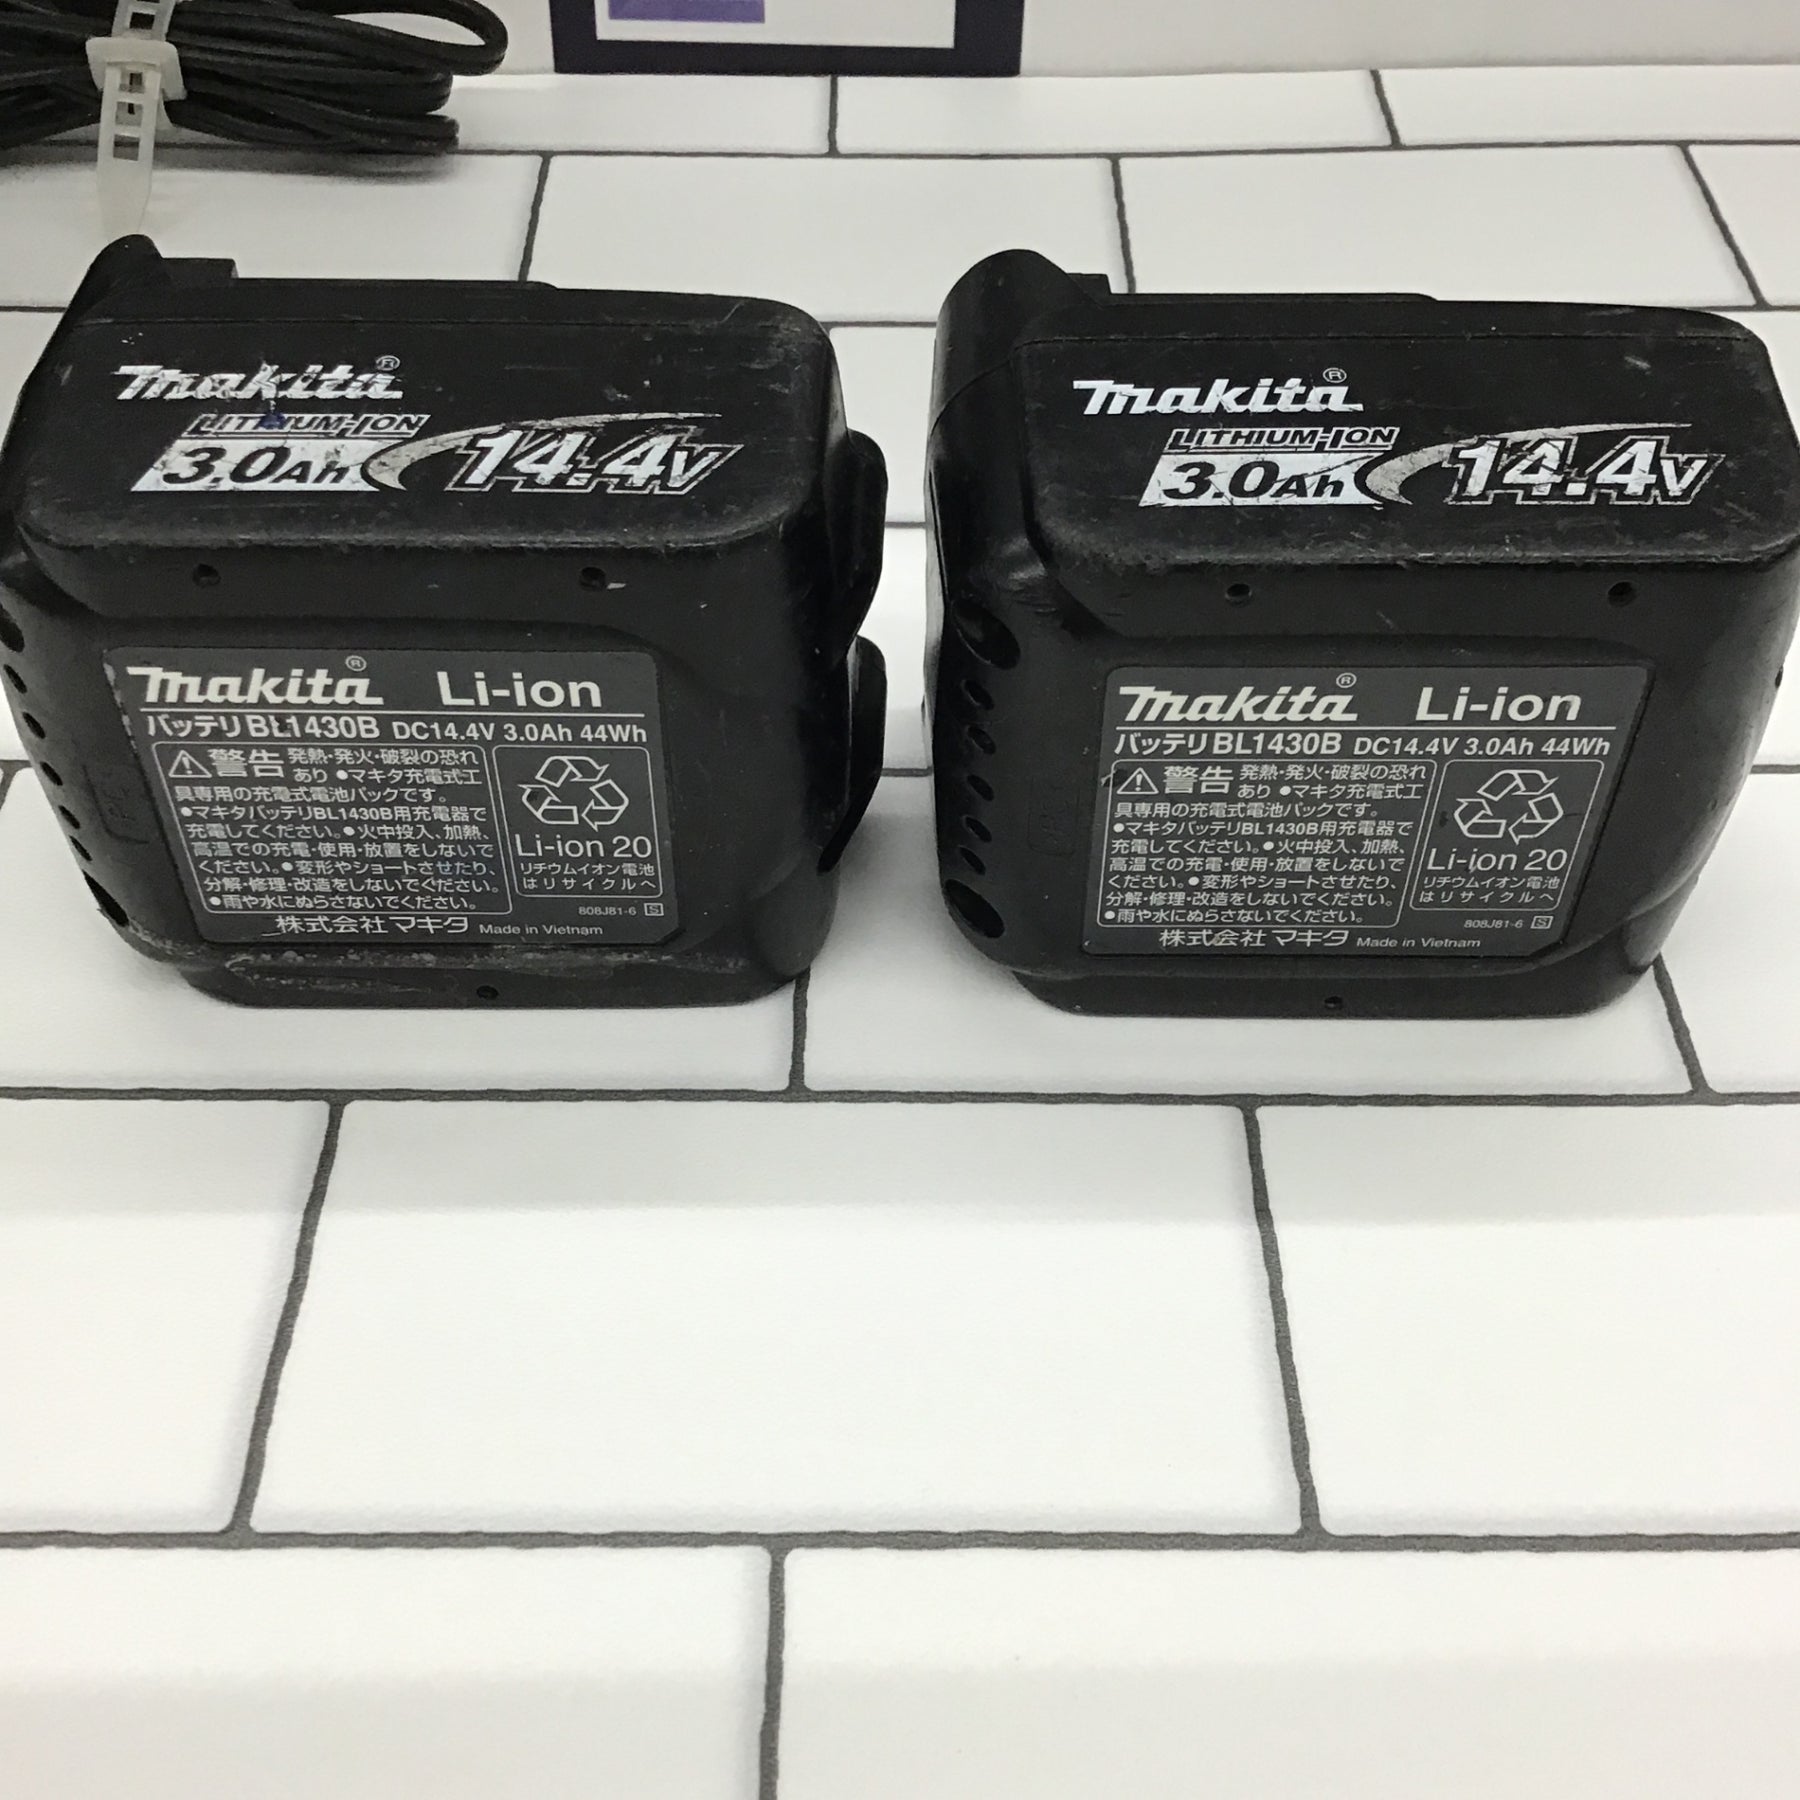 makita®
LITHIUM-ION
3.0Ah 14.4V
makita® Li-ion
バッテリBL1430B DC14.4V 3.0Ah 44Wh
警告 発熱・発火・破裂の恐れ
あり ●マキタ充電式工
具専用の充電式電池パックです。
●マキタバッテリBL1430B用充電器で
充電してください。●火中投入、加熱、
高温での充電・使用・放置をしないで
ください。●変形やショートさせたり、
分解・修理・改造をしないでください。
●雨や水にぬらさないでください。
Li-ion 20
リチウムイオン電池
はリサイクルへ
808J81-6 S
株式会社 マキタ Made in Vietnam
makita®
LITHIUM-ION
3.0Ah 14.4V
makita® Li-ion
バッテリBL1430B DC14.4V 3.0Ah 44Wh
警告 発熱・発火・破裂の恐れ
あり ●マキタ充電式工
具専用の充電式電池パックです。
●マキタバッテリBL1430B用充電器で
充電してください。●火中投入、加熱、
高温での充電・使用・放置をしないで
ください。●変形やショートさせたり、
分解・修理・改造をしないでください。
●雨や水にぬらさないでください。
Li-ion 20
リチウムイオン電池
はリサイクルへ
808J81-6 S
株式会社 マキタ Made in Vietnam